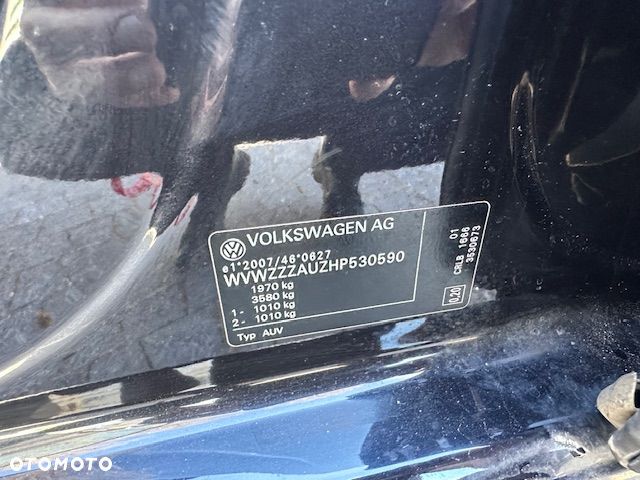 VOLKSWAGEN AG
e1*2007/46*0627
WVWZZZAUZHP530590
1970 kg
3580 kg
1- 1010 kg
2- 1010 kg
Typ AUV
01
CRLB 1666
3530673
0.20
OTOMOTO